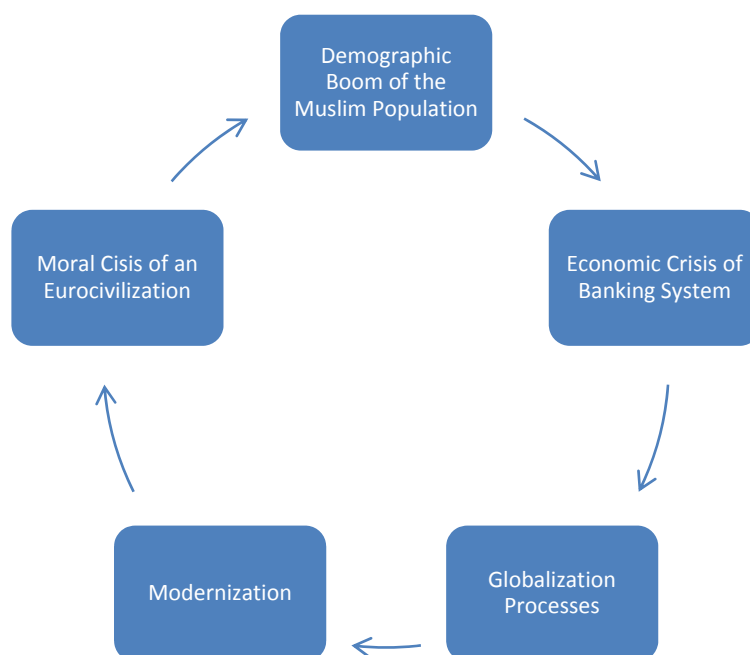 Demographic
Boom of the
Muslim Population
Economic Crisis of
Banking System
Globalization
Processes
Modernization
Moral Cisis of an
Eurocivilization